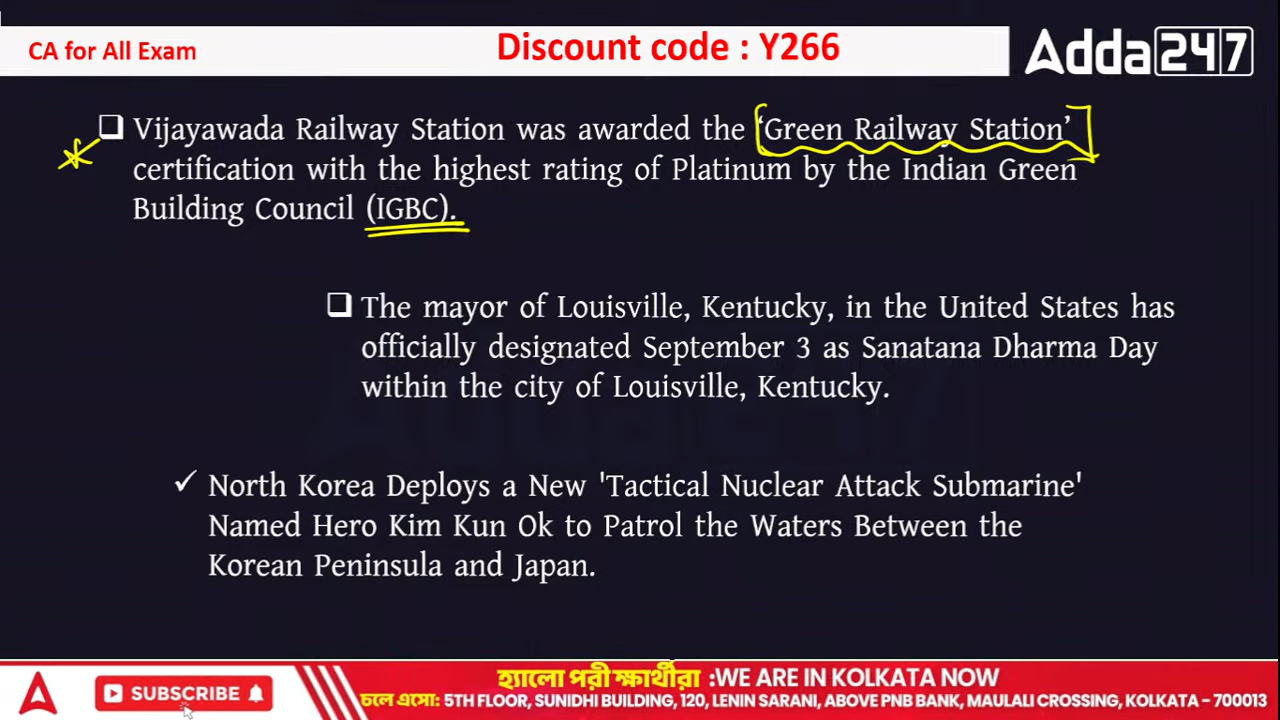 CA for All Exam
Discount code : Y266
Adda247
Vijayawada Railway Station was awarded the ‘Green Railway Station’
certification with the highest rating of Platinum by the Indian Green
Building Council (IGBC).
The mayor of Louisville, Kentucky, in the United States has
officially designated September 3 as Sanatana Dharma Day
within the city of Louisville, Kentucky.
North Korea Deploys a New 'Tactical Nuclear Attack Submarine'
Named Hero Kim Kun Ok to Patrol the Waters Between the
Korean Peninsula and Japan.
SUBSCRIBE
হ্যালো পরীক্ষার্থীরা :WE ARE IN KOLKATA NOW
চলে এসো: 5TH FLOOR, SUNIDHI BUILDING, 120, LENIN SARANI, ABOVE PNB BANK, MAULALI CROSSING, KOLKATA - 700013